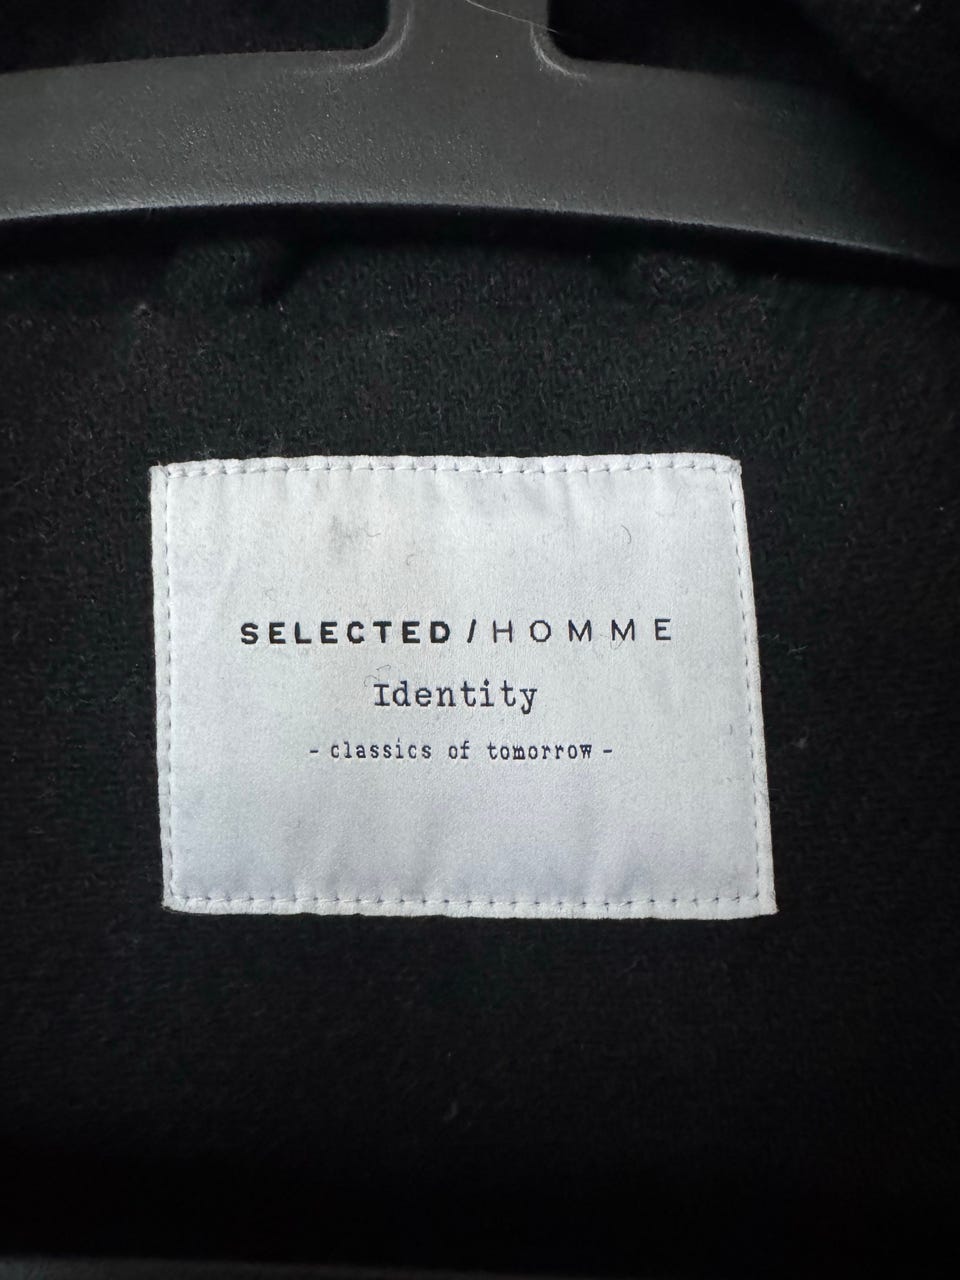 SELECTED / HOMME
Identity
- classics of tomorrow -